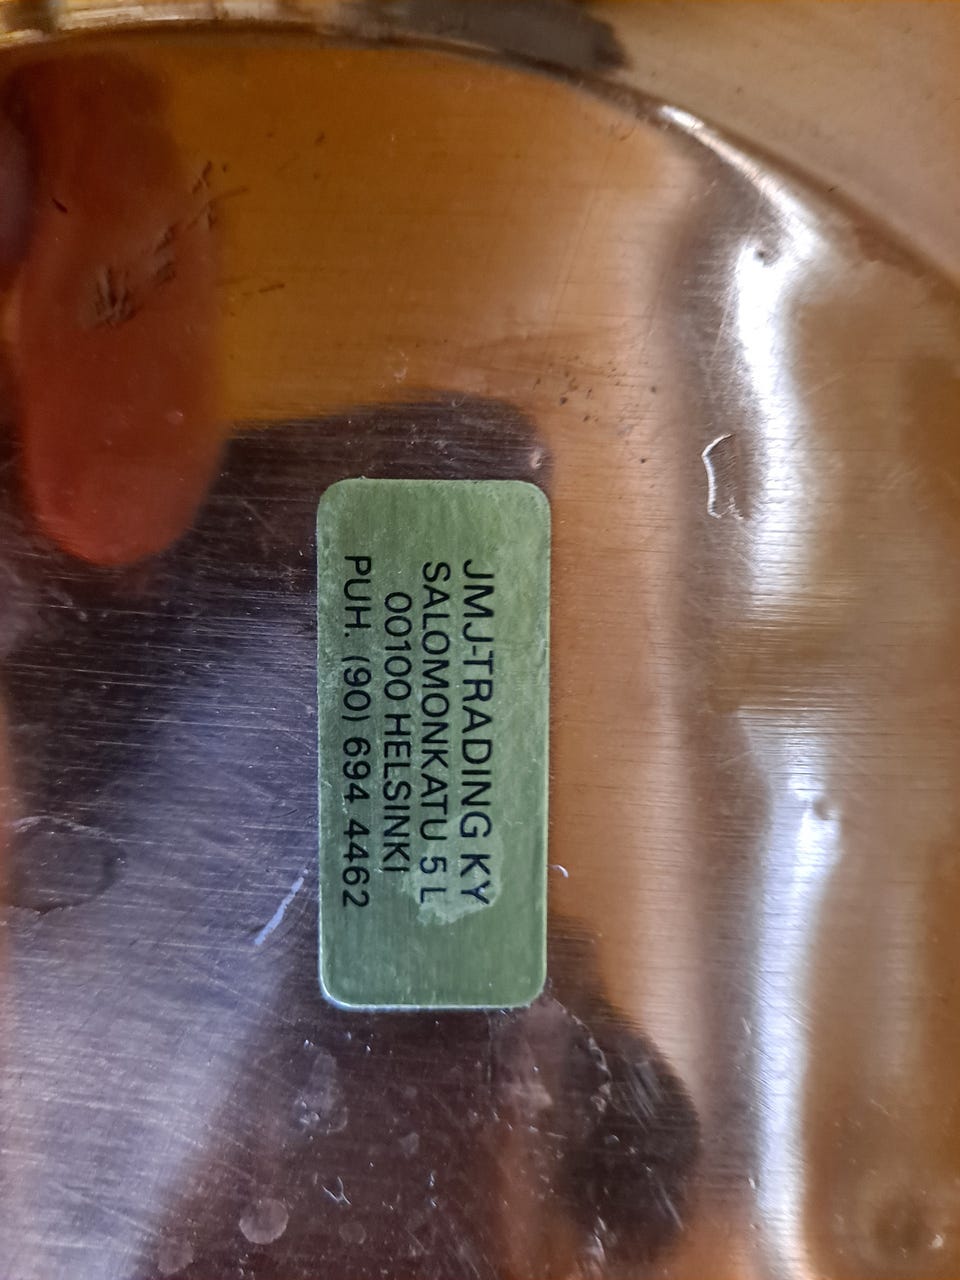 JMJ-TRADING KY
SALOMONKATU 5 L
00100 HELSINKI
PUH. (90) 694 4462